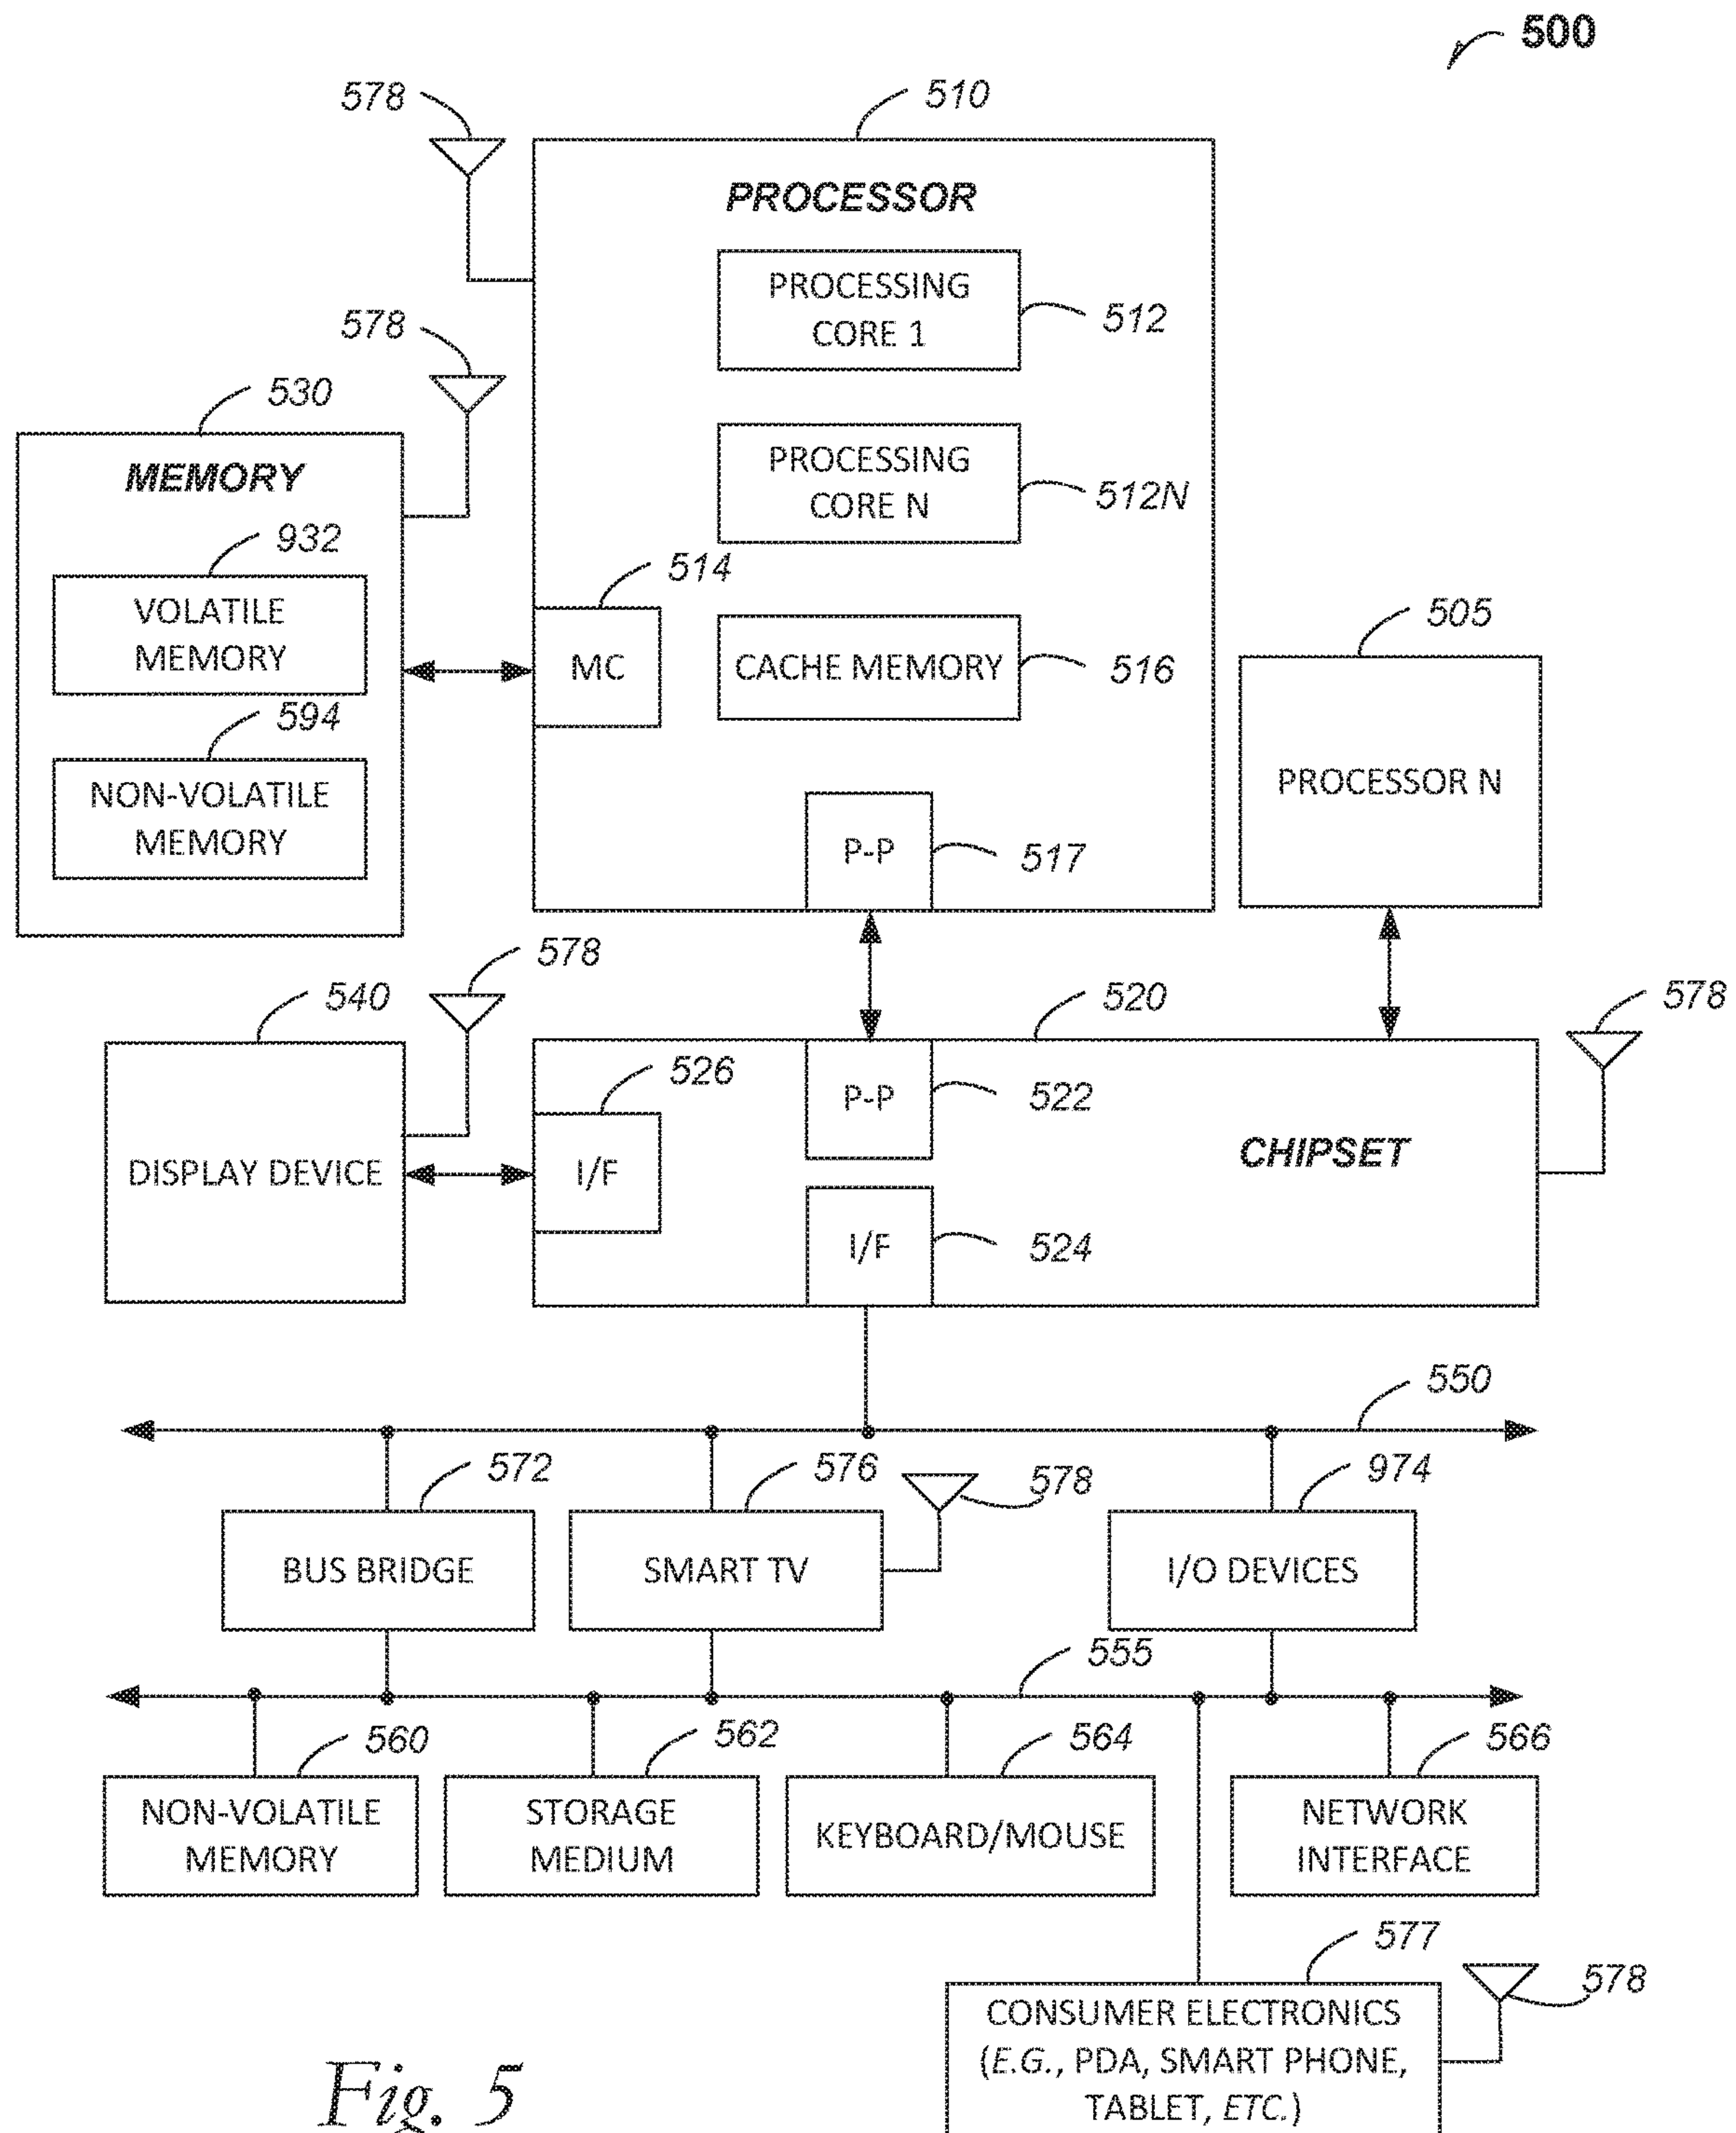 500
578
510
PROCESSOR
PROCESSING
CORE 1
512
578
530
MEMORY
PROCESSING
CORE N
512N
932
VOLATILE
MEMORY
514
MC
CACHE MEMORY
516
505
PROCESSOR N
594
NON-VOLATILE
MEMORY
P-P
517
578
540
520
578
DISPLAY DEVICE
526
I/F
P-P
522
CHIPSET
I/F
524
550
572
576
578
974
BUS BRIDGE
SMART TV
I/O DEVICES
555
560
562
564
566
NON-VOLATILE
MEMORY
STORAGE
MEDIUM
KEYBOARD/MOUSE
NETWORK
INTERFACE
577
578
CONSUMER ELECTRONICS
(E.G., PDA, SMART PHONE,
TABLET, ETC.)
Fig. 5